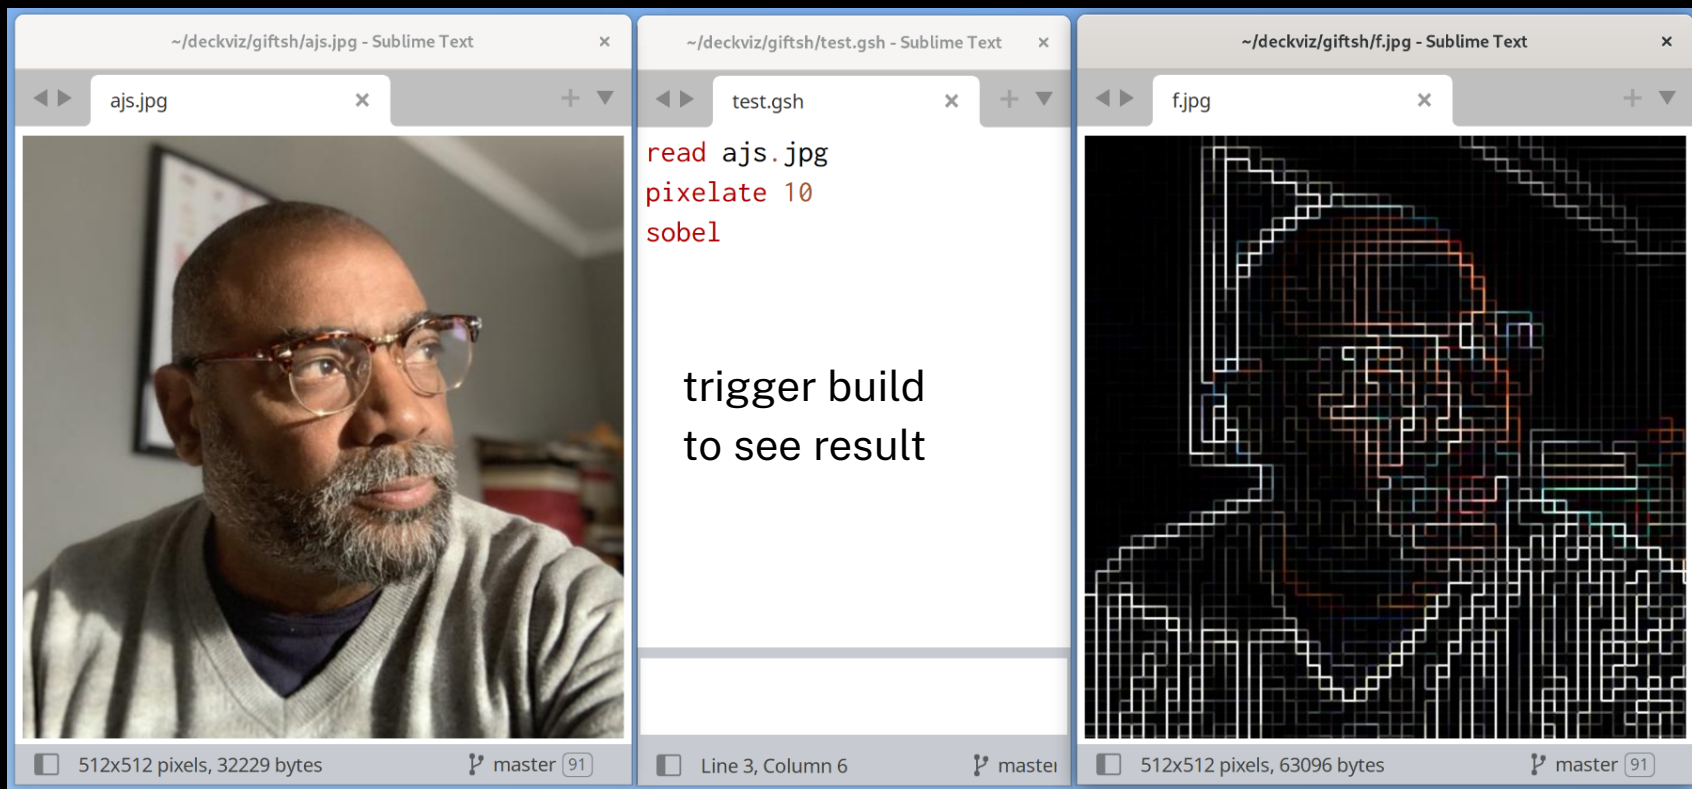 ~/deckviz/giftsh/ajs.jpg - Sublime Text
ajs.jpg
512x512 pixels, 32229 bytes
master 91
~/deckviz/giftsh/test.gsh - Sublime Text
test.gsh
read ajs.jpg
pixelate 10
sobel
trigger build
to see result
Line 3, Column 6
master
~/deckviz/giftsh/f.jpg - Sublime Text
f.jpg
512x512 pixels, 63096 bytes
master 91